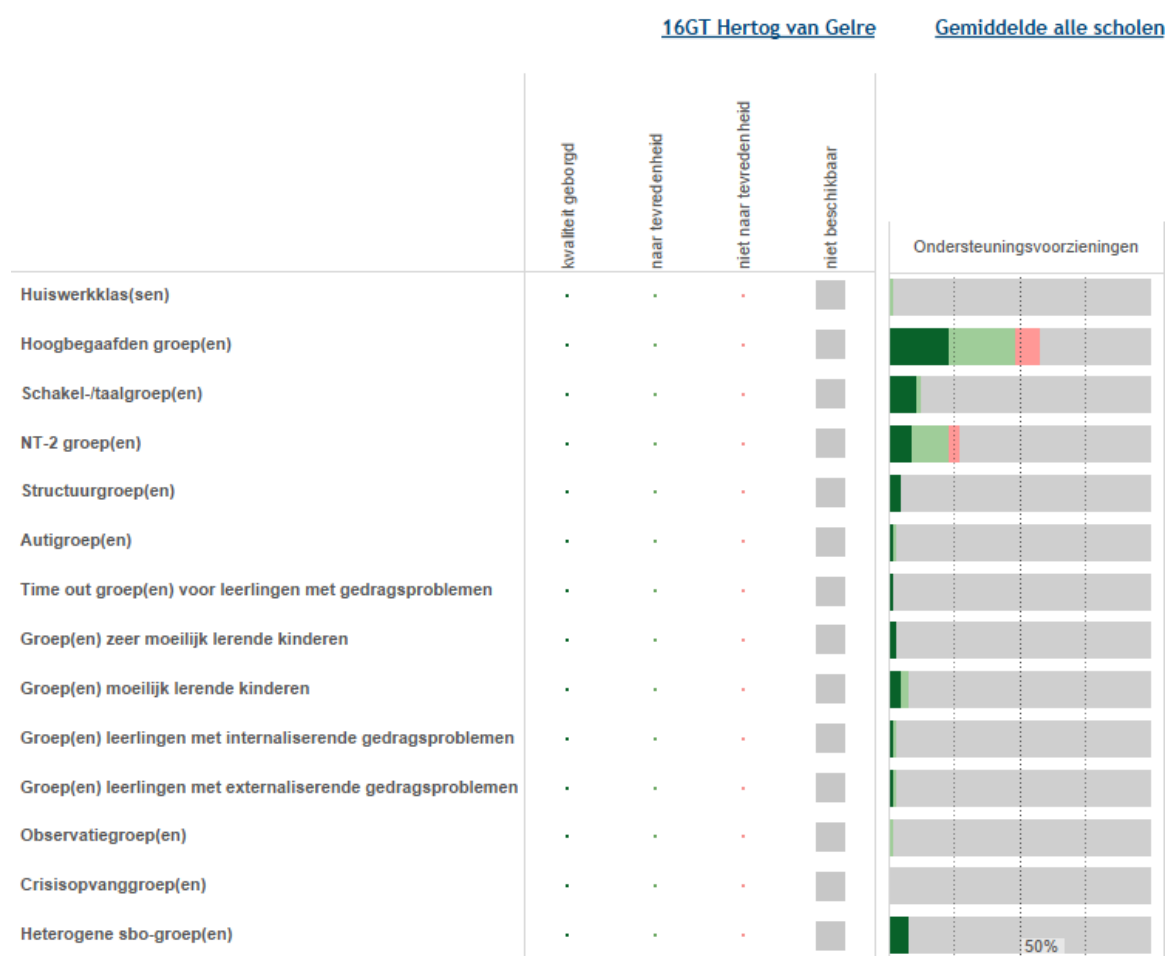 16GT Hertog van Gelre
Gemiddelde alle scholen
kwaliteit geborgd
naar tevredenheid
niet naar tevredenheid
niet beschikbaar
Ondersteuningsvoorzieningen
Huiswerkklas(sen)
Hoogbegaafden groep(en)
Schakel-/taalgroep(en)
NT-2 groep(en)
Structuurgroep(en)
Autigroep(en)
Time out groep(en) voor leerlingen met gedragsproblemen
Groep(en) zeer moeilijk lerende kinderen
Groep(en) moeilijk lerende kinderen
Groep(en) leerlingen met internaliserende gedragsproblemen
Groep(en) leerlingen met externaliserende gedragsproblemen
Observatiegroep(en)
Crisisopvanggroep(en)
Heterogene sbo-groep(en)
50%